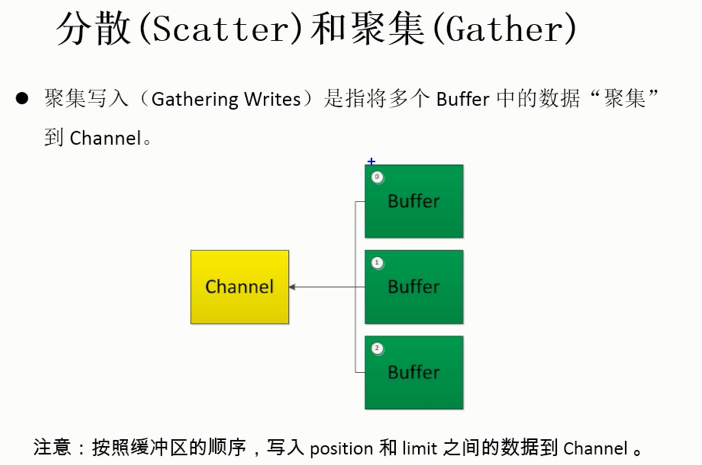 分散(Scatter)和聚集(Gather)
● 聚集写入（Gathering Writes）是指将多个 Buffer 中的数据“聚集”
到 Channel。
0
Buffer
Channel
1
Buffer
2
Buffer
注意：按照缓冲区的顺序，写入 position 和 limit 之间的数据到 Channel 。